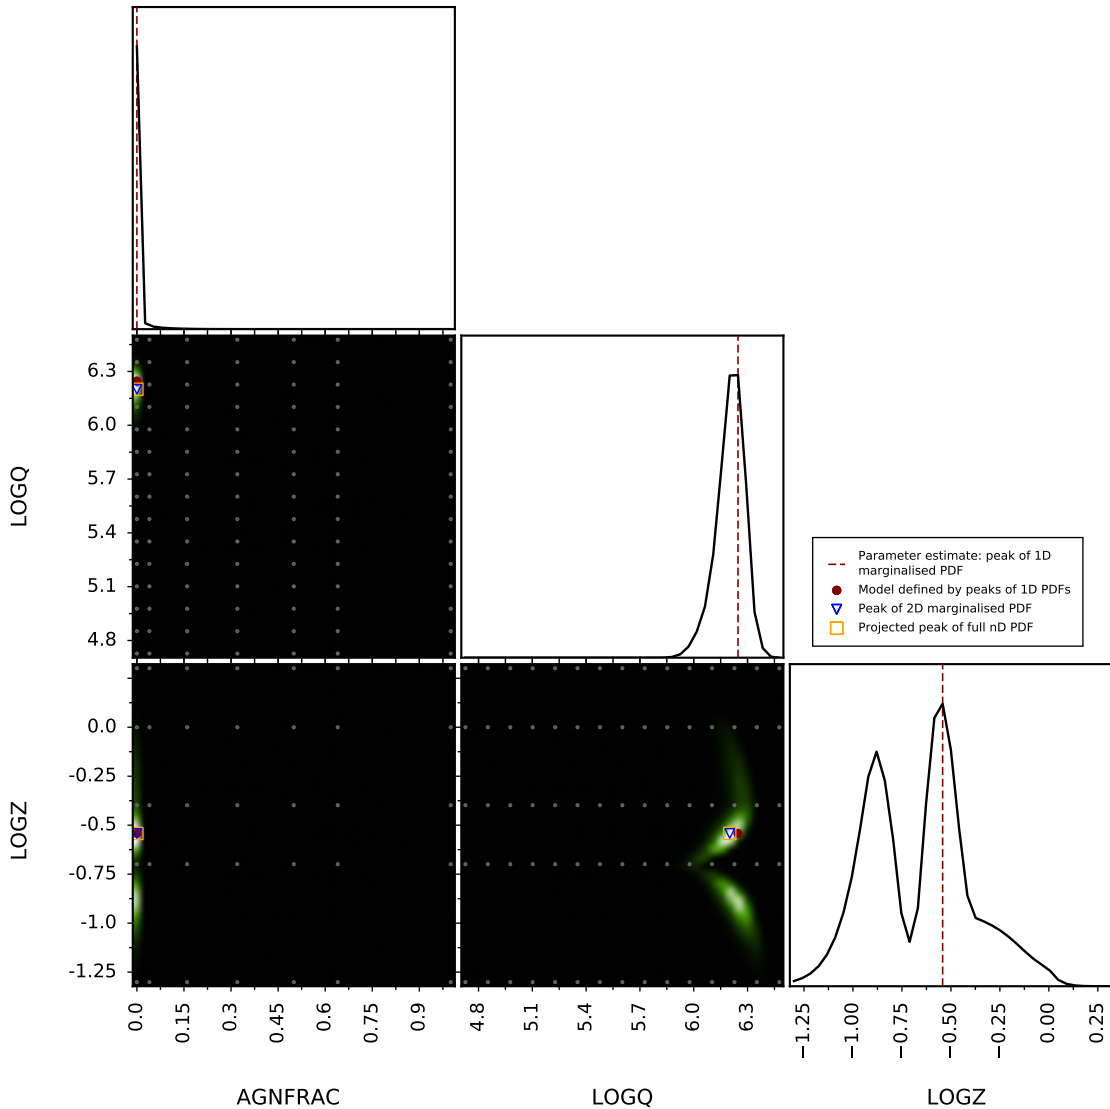 6.3
6.0
5.7
5.4
5.1
4.8
LOGQ
Parameter estimate: peak of 1D
marginalised PDF
Model defined by peaks of 1D PDFs
Peak of 2D marginalised PDF
Projected peak of full nD PDF
0.0
-0.25
-0.5
-0.75
-1.0
-1.25
LOGZ
0.0 0.15 0.3 0.45 0.6 0.75 0.9
4.8 5.1 5.4 5.7 6.0 6.3
−1.25 −1.00 −0.75 −0.50 −0.25 0.00 0.25
AGNFRAC
LOGQ
LOGZ